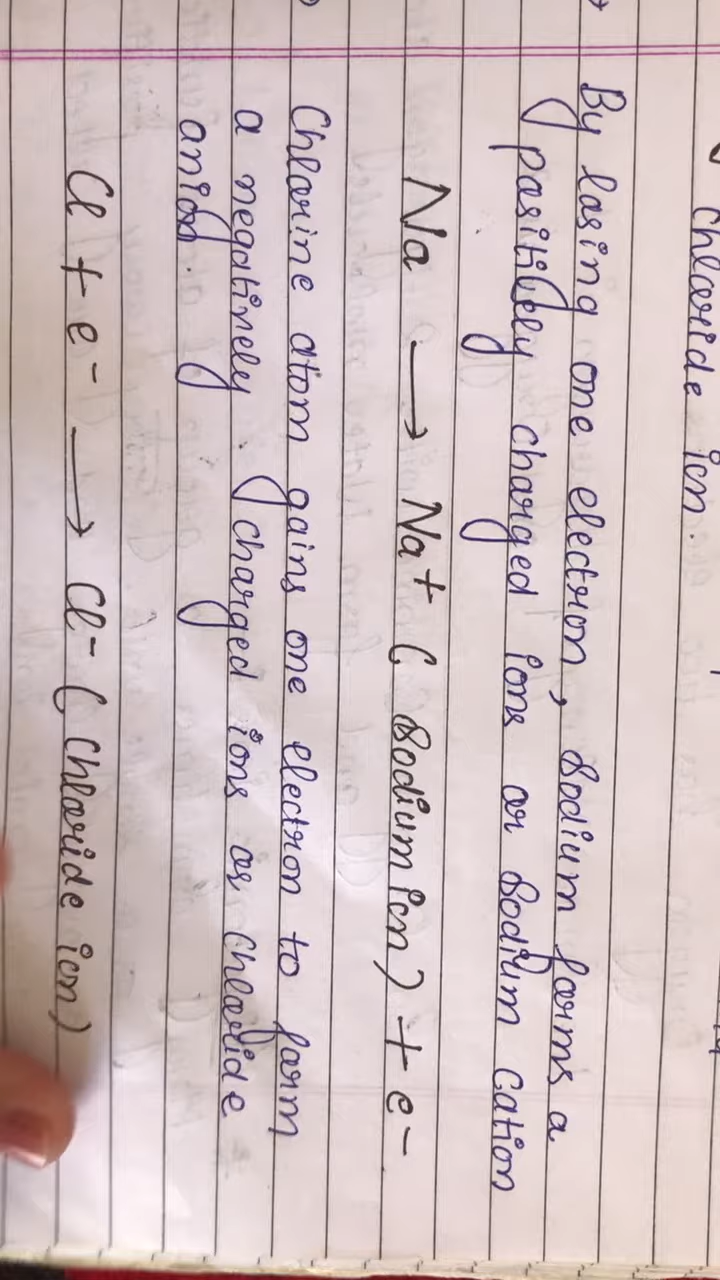 Chloride ion.
By losing one electron, Sodium forms a
positively charged ions or Sodium Cation
Na ⟶ Na+ ( Sodium ion) + e-
Chlorine atom gains one electron to form
a negatively charged ions or chloride
anion.
Cl + e- ⟶ Cl- ( Chloride ion)